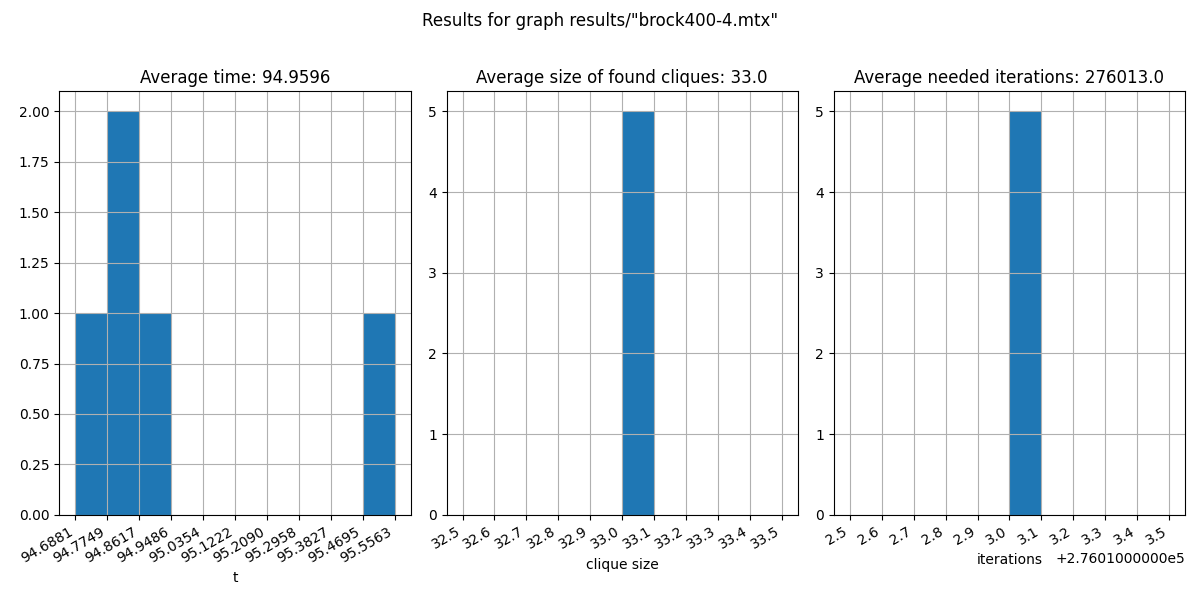 Results for graph results/"brock400-4.mtx"
Average time: 94.9596
2.00
1.75
1.50
1.25
1.00
0.75
0.50
0.25
0.00
94.6881 94.7749 94.8617 94.9486 95.0354 95.1222 95.2090 95.2958 95.3827 95.4695 95.5563
t
Average size of found cliques: 33.0
5
4
3
2
1
0
32.5 32.6 32.7 32.8 32.9 33.0 33.1 33.2 33.3 33.4 33.5
clique size
Average needed iterations: 276013.0
5
4
3
2
1
0
2.5 2.6 2.7 2.8 2.9 3.0 3.1 3.2 3.3 3.4 3.5
iterations +2.7601000000e5